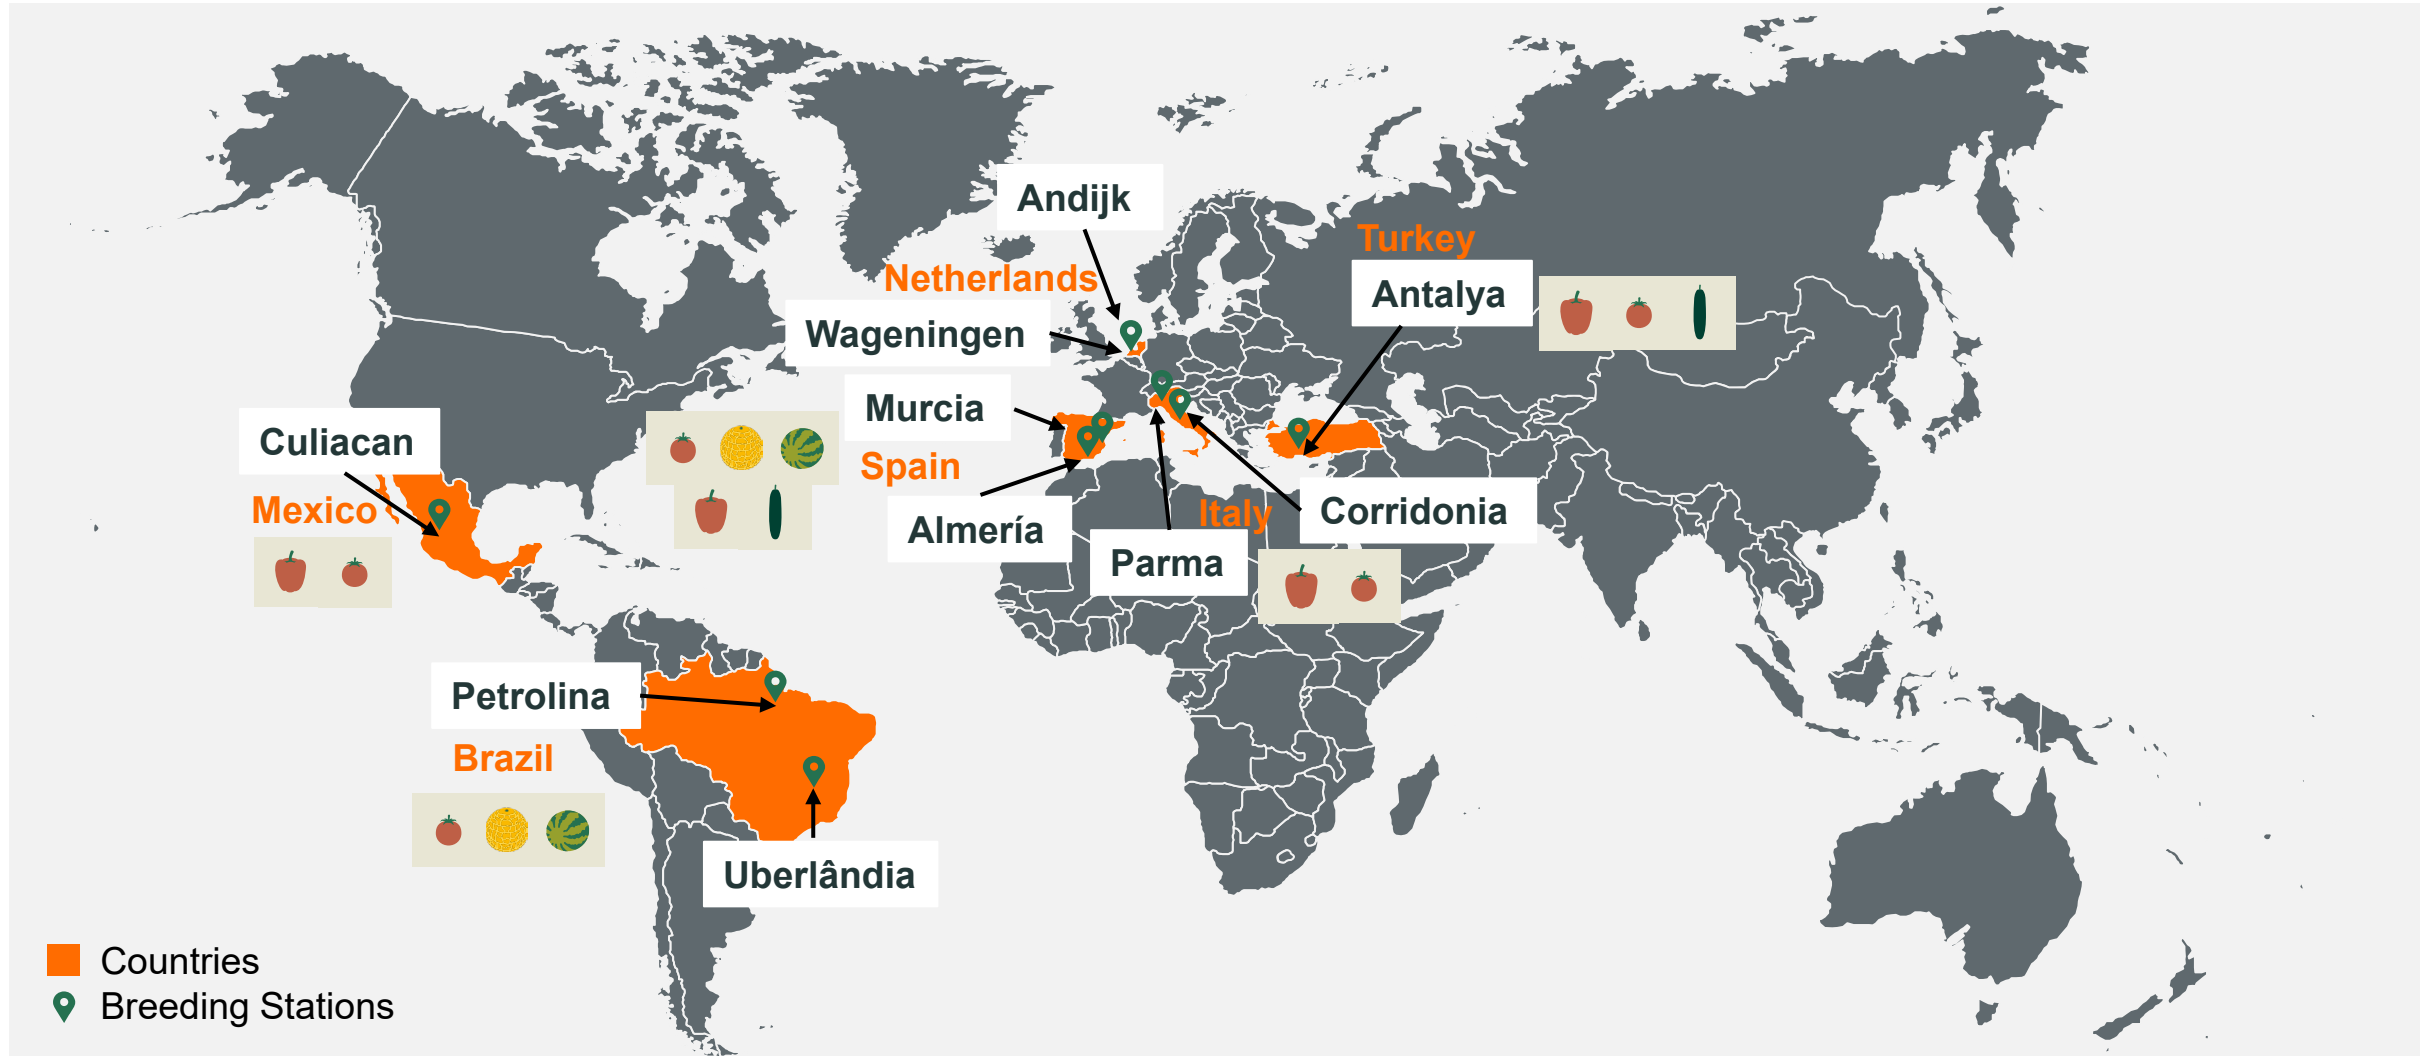 Andijk
Turkey
Netherlands
Antalya
Wageningen
Murcia
Culiacan
Spain
Mexico
Italy
Corridonia
Almería
Parma
Petrolina
Brazil
Uberlândia
Countries
Breeding Stations